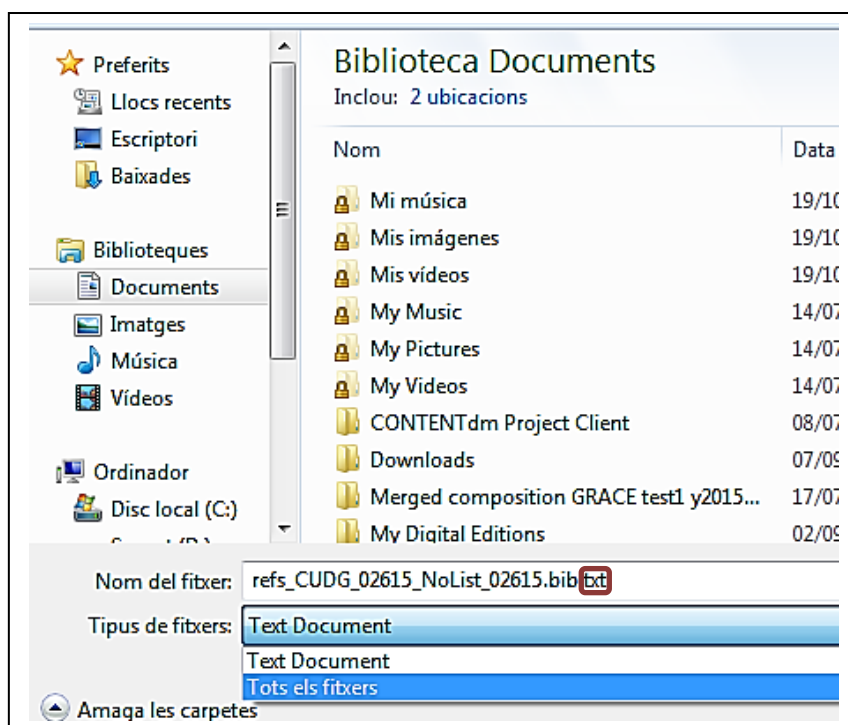 Preferits
Llocs recents
Escriptori
Baixades
Biblioteques
Documents
Imatges
Música
Vídeos
Ordinador
Disc local (C:)
Biblioteca Documents
Inclou: 2 ubicacions
Nom Data
Mi música 19/10
Mis imágenes 19/10
Mis vídeos 19/10
My Music 14/07
My Pictures 14/07
My Videos 14/07
CONTENTdm Project Client 08/07
Downloads 07/09
Merged composition GRACE test1 y2015... 17/07
My Digital Editions 02/09
Nom del fitxer: refs_CUDG_02615_NoList_02615.bib txt
Tipus de fitxers: Text Document
Text Document
Tots els fitxers
Amaga les carpetes